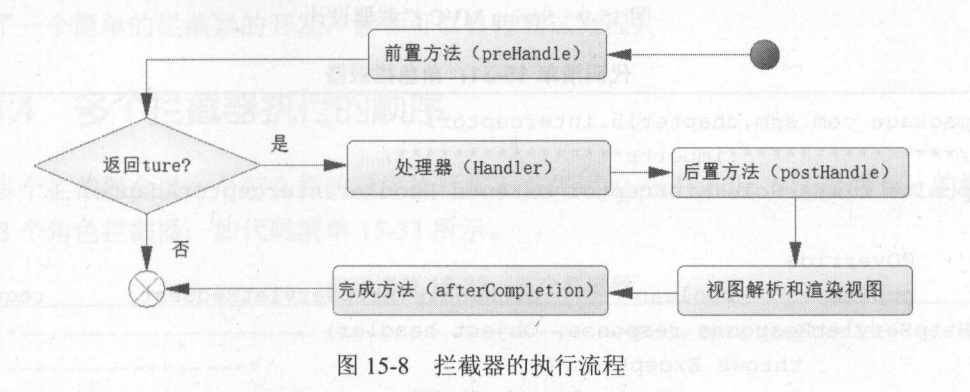 前置方法（preHandle）
返回ture?
是
处理器（Handler）
后置方法（postHandle）
否
完成方法（afterCompletion）
视图解析和渲染视图
图 15-8 拦截器的执行流程